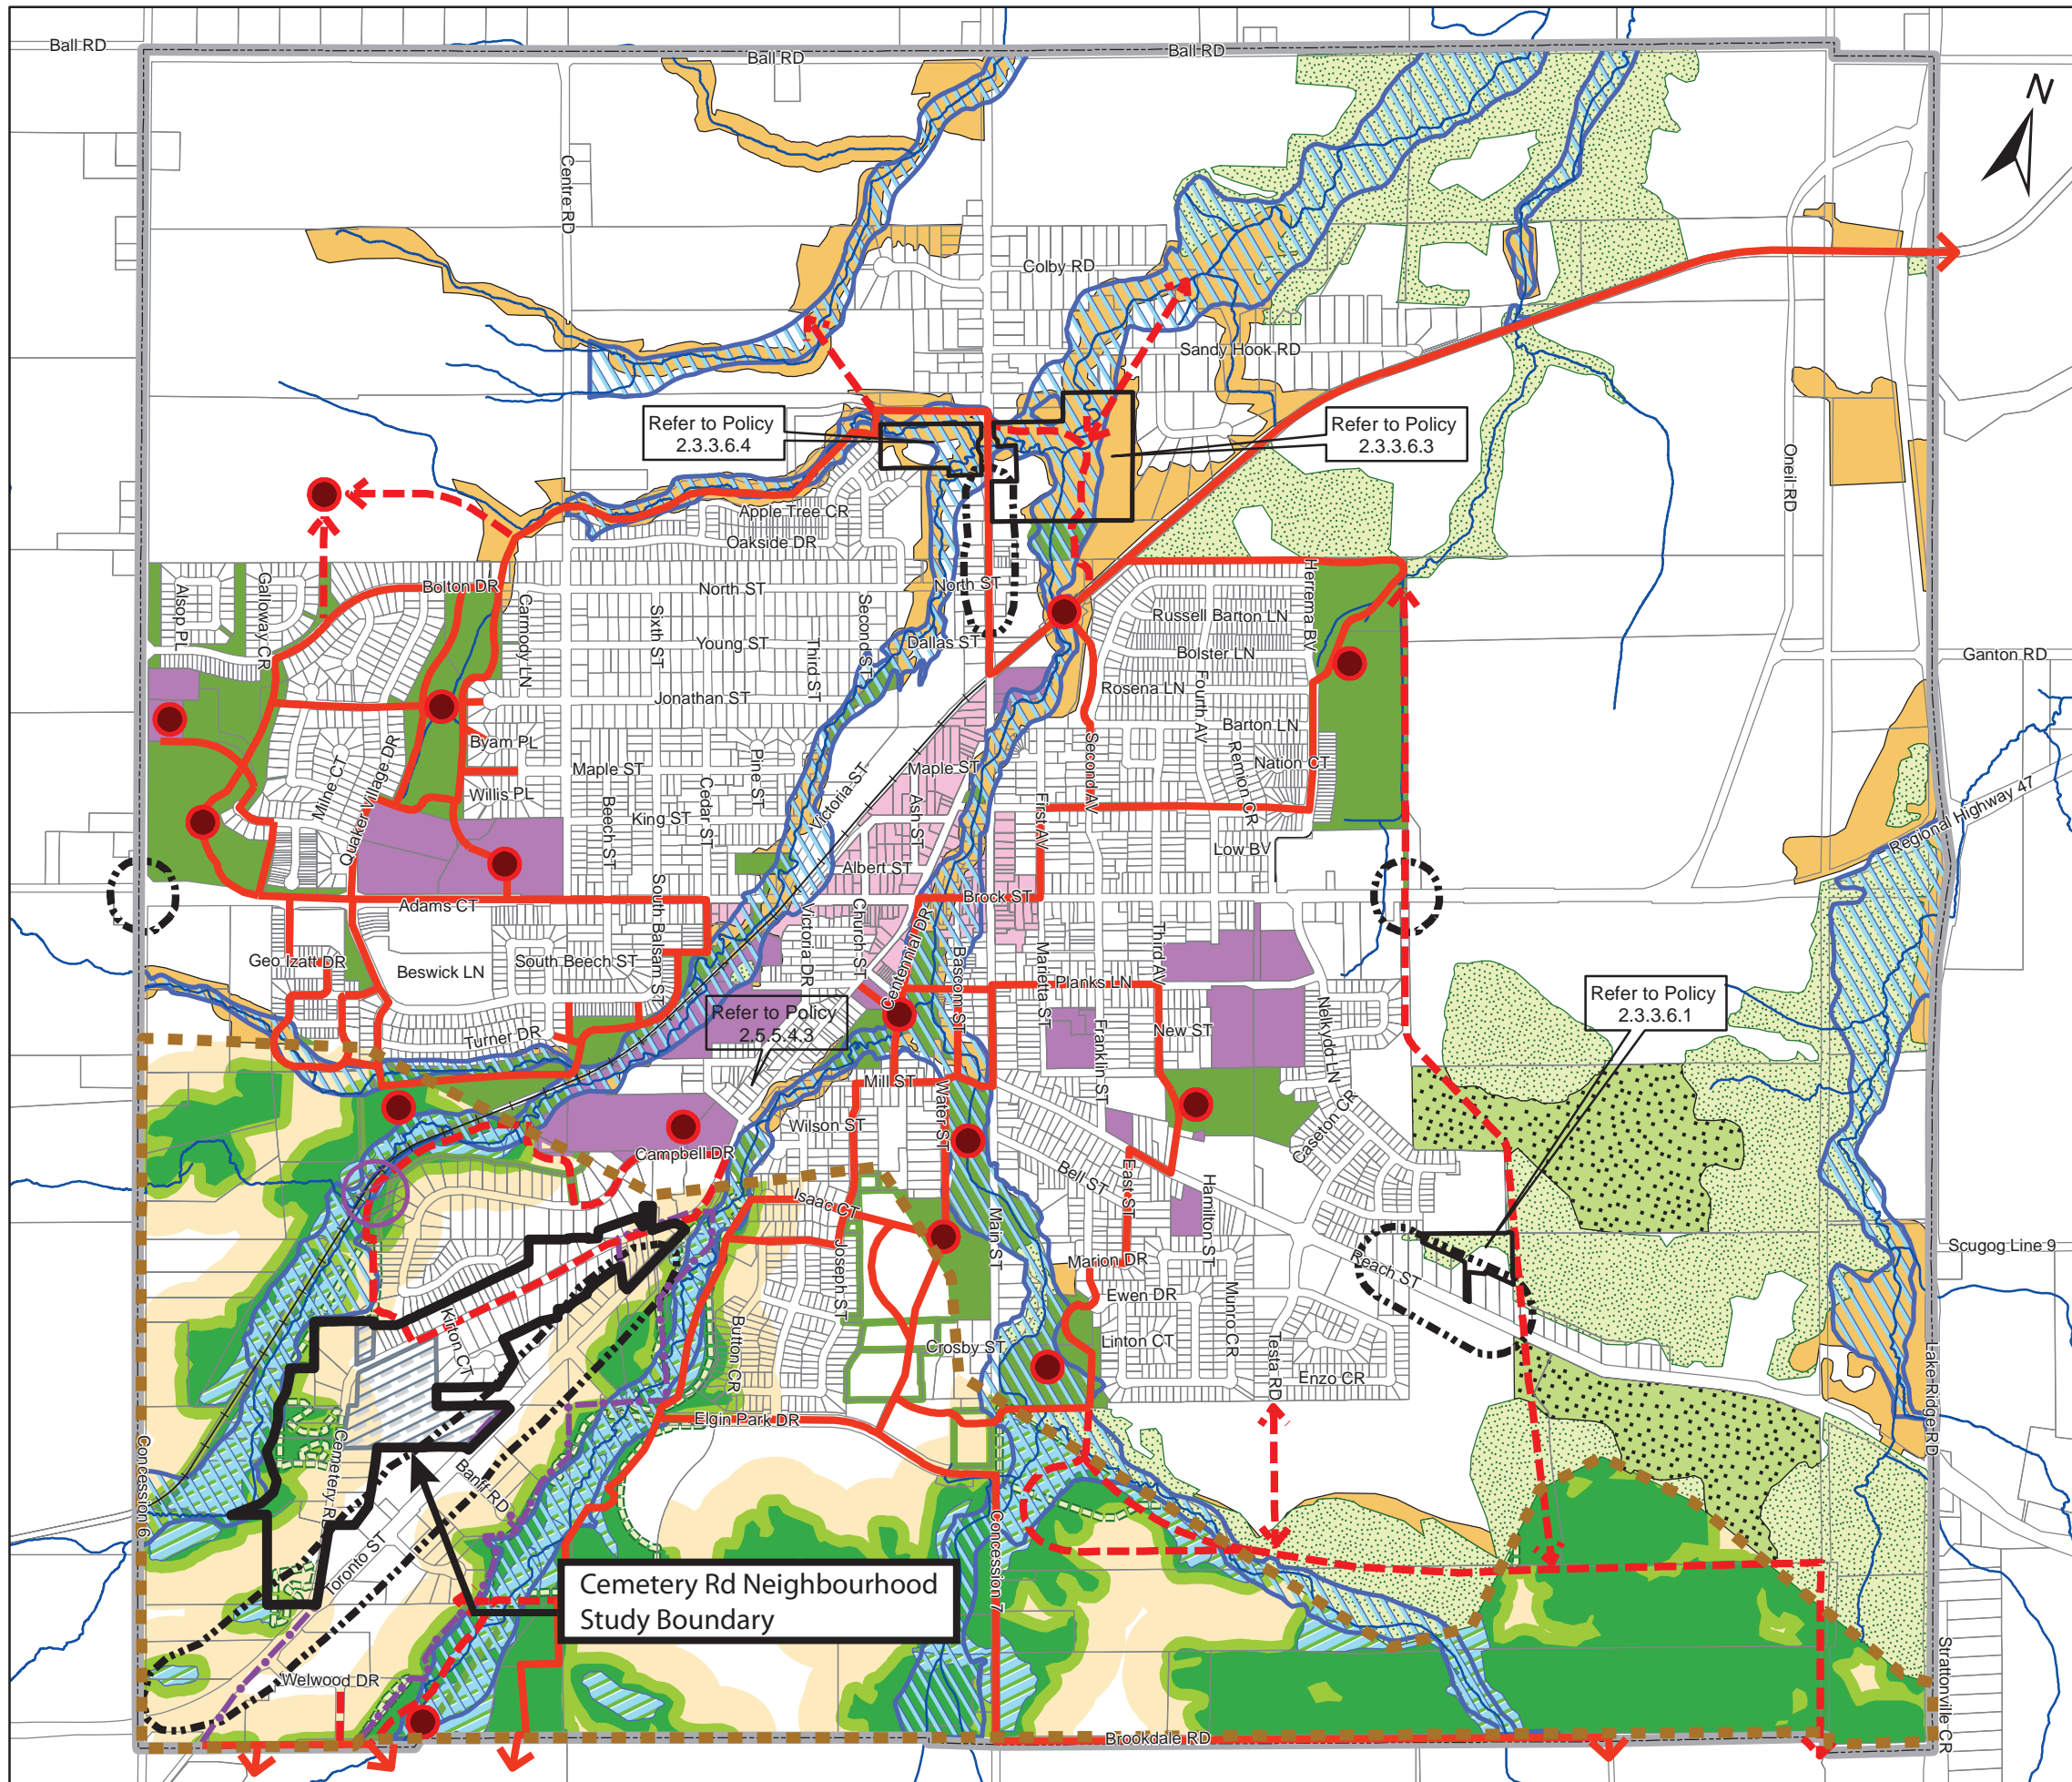 Ball RD
Ball RD
Ball RD
N
Centre RD
Colby RD
Sandy Hook RD
Refer to Policy
2.3.3.6.4
Refer to Policy
2.3.3.6.3
Oneil RD
Apple Tree CR
Oakside DR
Bolton DR
North ST
North ST
Alsop PL
Galloway CR
Carmody LN
Sixth ST
Second ST
Herrema BV
Russell Barton LN
Young ST
Third ST
Dallas ST
Bolster LN
Ganton RD
Jonathan ST
Rosena LN
Fourth AV
Barton LN
Byam PL
Maple ST
Pine ST
Maple ST
Second AV
Remion CR
Nation CT
Milne CT
Quaker Village DR
Willis PL
Beech ST
King ST
Cedar ST
Victoria ST
Ash ST
First AV
Regional Highway 47
Low BV
Albert ST
Adams CT
South Balsam ST
Victoria DR
Church ST
Brock ST
Centennial DR
Geo Izatt DR
Beswick LN
South Beech ST
Bascom ST
Marietta ST
Third AV
Planks LN
Refer to Policy
2.5.5.4.3
Refer to Policy
2.3.3.6.1
Turner DR
New ST
Franklin ST
Nelkydd LN
Mill ST
Water ST
Wilson ST
Caseton CR
Campbell DR
Bell ST
East ST
Hamilton ST
Isaac CT
Main ST
Joseph ST
Marion DR
Reach ST
Scugog Line 9
Ewen DR
Munro CR
Kirton CT
Button CR
Crosby ST
Linton CT
Testa RD
Enzo CR
Lake Ridge RD
Elgin Park DR
Concession 6
Cemetery RD
Banff RD
Toronto ST
Concession 7
Cemetery Rd Neighbourhood
Study Boundary
Welwood DR
Brookdale RD
Strattonville CR